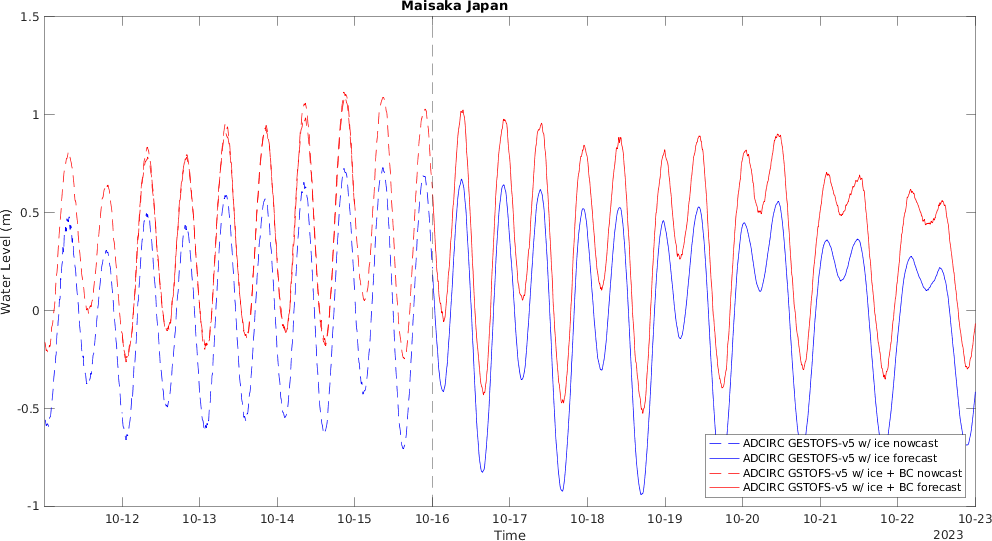 Maisaka Japan
1.5
1
0.5
0
-0.5
-1
Water Level (m)
ADCIRC GESTOFS-v5 w/ ice nowcast
ADCIRC GESTOFS-v5 w/ ice forecast
ADCIRC GSTOFS-v5 w/ ice + BC nowcast
ADCIRC GSTOFS-v5 w/ ice + BC forecast
10-12 10-13 10-14 10-15 10-16 10-17 10-18 10-19 10-20 10-21 10-22 10-23
Time
2023